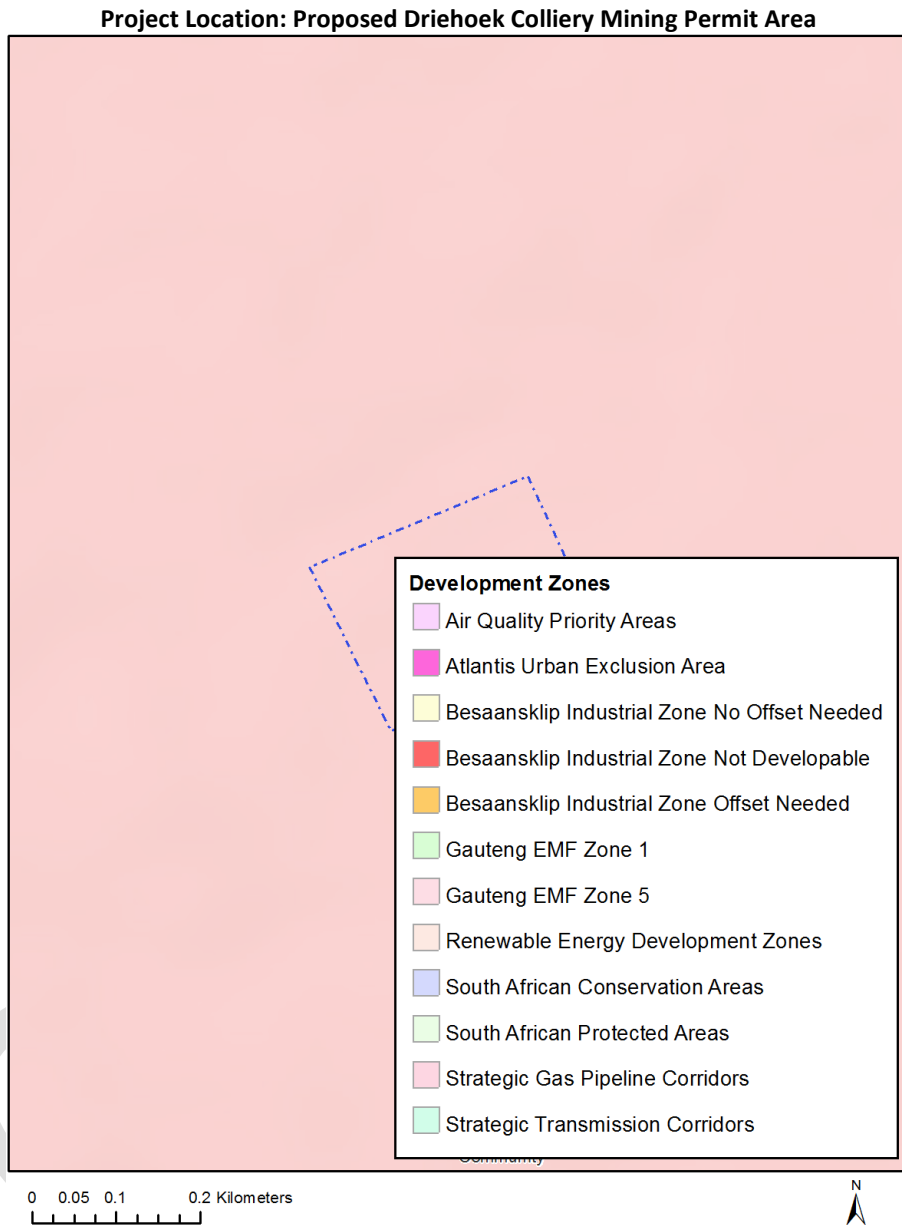 Project Location: Proposed Driehoek Colliery Mining Permit Area
Development Zones
Air Quality Priority Areas
Atlantis Urban Exclusion Area
Besaansklip Industrial Zone No Offset Needed
Besaansklip Industrial Zone Not Developable
Besaansklip Industrial Zone Offset Needed
Gauteng EMF Zone 1
Gauteng EMF Zone 5
Renewable Energy Development Zones
South African Conservation Areas
South African Protected Areas
Strategic Gas Pipeline Corridors
Strategic Transmission Corridors
Community
0 0.05 0.1 0.2 Kilometers
N